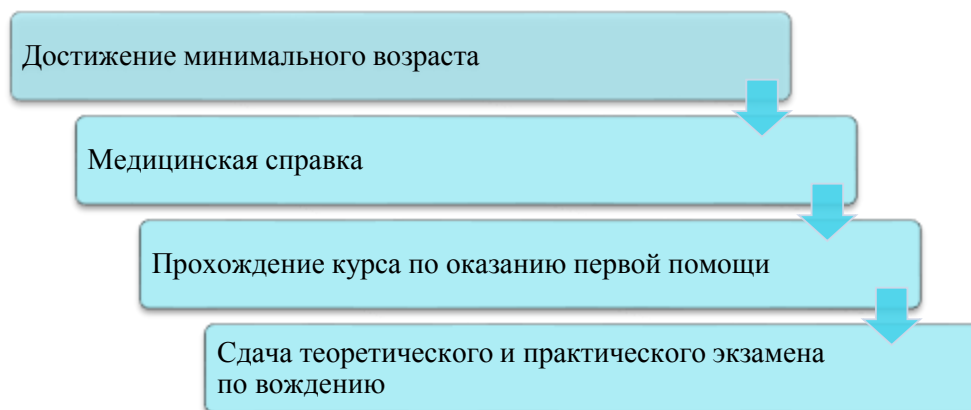 Достижение минимального возраста
Медицинская справка
Прохождение курса по оказанию первой помощи
Сдача теоретического и практического экзамена
по вождению